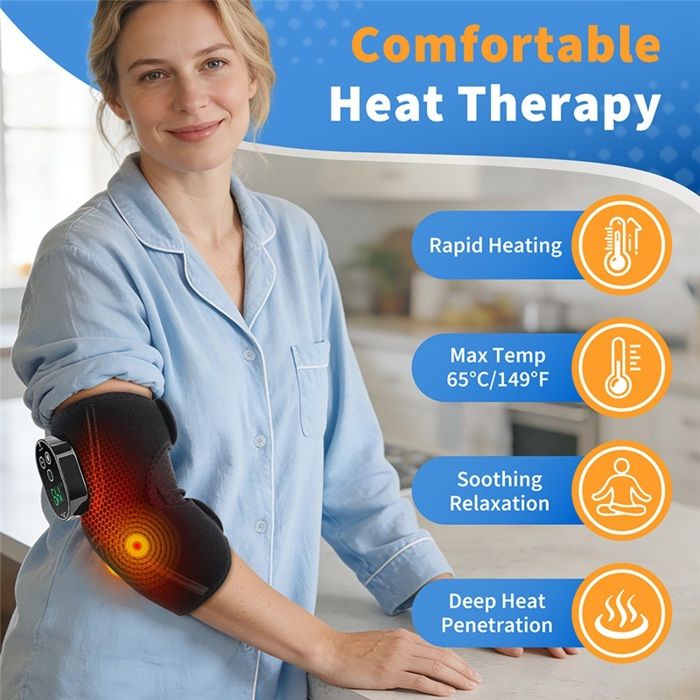 Comfortable
Heat Therapy
Rapid Heating
Max Temp
65°C/149°F
Soothing
Relaxation
Deep Heat
Penetration